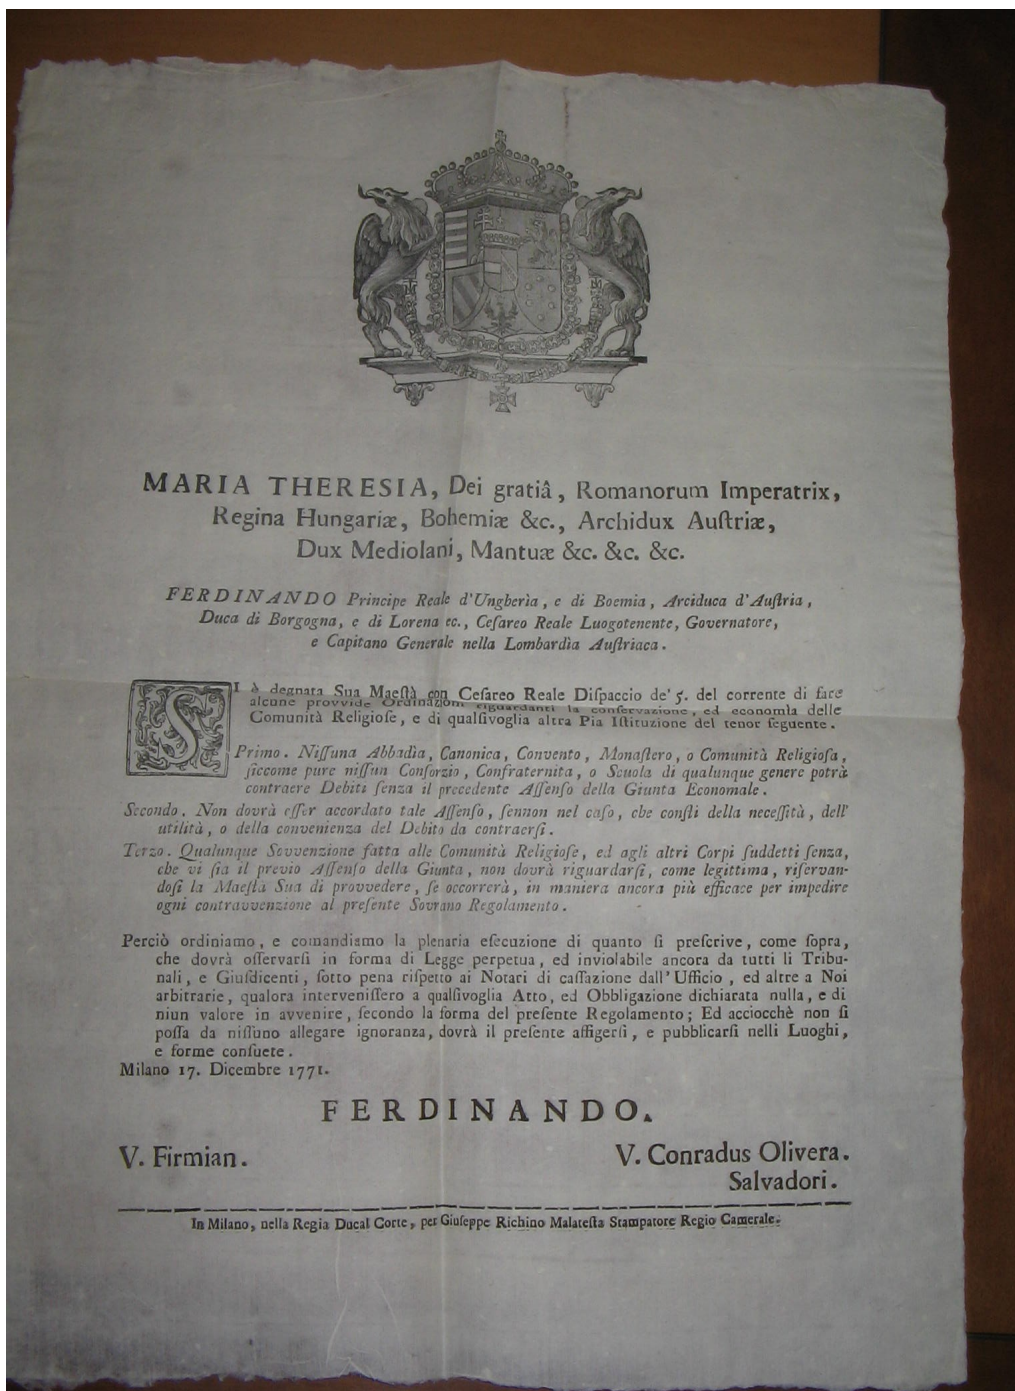 MARIA THERESIA, Dei gratiâ, Romanorum Imperatrix,
Regina Hungariæ, Bohemiæ &c., Archidux Auſtriæ,
Dux Mediolani, Mantuæ &c. &c. &c.
FERDINANDO Principe Reale d'Ungherìa, e di Boemia, Arciduca d'Auſtria,
Duca di Borgogna, e di Lorena ec., Ceſareo Reale Luogotenente, Governatore,
e Capitano Generale nella Lombardìa Auſtriaca.
SI è degnata Sua Maeſtà con Ceſareo Reale Diſpaccio de' 5. del corrente di fare
alcune provvide Ordinazioni riguardanti la conſervazione, ed economìa delle
Comunità Religioſe, e di qualſivoglia altra Pia Iſtituzione del tenor ſeguente.
Primo. Niſſuna Abbadìa, Canonica, Convento, Monaſtero, o Comunità Religioſa,
ſiccome pure niſſun Conſorzio, Confraternita, o Scuola di qualunque genere potrà
contraere Debiti ſenza il precedente Aſſenſo della Giunta Economale.
Secondo. Non dovrà eſſer accordato tale Aſſenſo, ſennon nel caſo, che conſti della neceſſità, dell'
utilità, o della convenienza del Debito da contraerſi.
Terzo. Qualunque Sovvenzione fatta alle Comunità Religioſe, ed agli altri Corpi ſuddetti ſenza,
che vi ſia il previo Aſſenſo della Giunta, non dovrà riguardarſi, come legittima, riſervan-
doſi la Maeſtà Sua di provvedere, ſe occorrerà, in maniera ancora più efficace per impedire
ogni contravvenzione al preſente Sovrano Regolamento.
Perciò ordiniamo, e comandiamo la plenaria eſecuzione di quanto ſi preſcrive, come ſopra,
che dovrà oſſervarſi in forma di Legge perpetua, ed inviolabile ancora da tutti li Tribu-
nali, e Giuſdicenti, ſotto pena riſpetto ai Notari di caſſazione dall'Ufficio, ed altre a Noi
arbitrarie, qualora interveniſſero a qualſivoglia Atto, ed Obbligazione dichiarata nulla, e di
niun valore in avvenire, ſecondo la forma del preſente Regolamento; Ed acciocchè non ſi
poſſa da niſſuno allegare ignoranza, dovrà il preſente affigerſi, e pubblicarſi nelli Luoghi,
e forme conſuete.
Milano 17. Dicembre 1771.
FERDINANDO.
V. Firmian.
V. Conradus Olivera.
Salvadori.
In Milano, nella Regia Ducal Corte, per Giuſeppe Richino Malateſta Stampatore Regio Camerale.